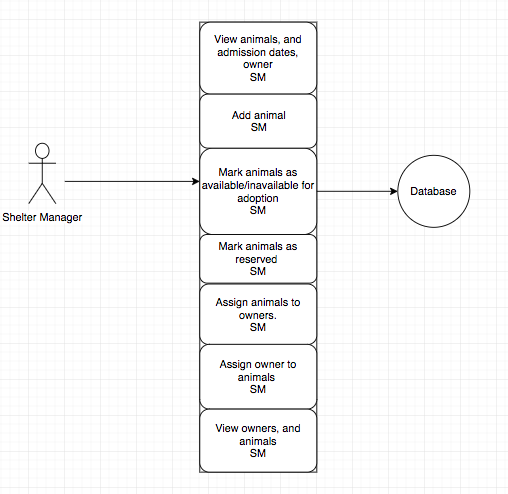 View animals, and
admission dates,
owner
SM
Add animal
SM
Mark animals as
available/inavailable for
adoption
SM
Mark animals as
reserved
SM
Assign animals to
owners.
SM
Assign owner to
animals
SM
View owners, and
animals
SM
Shelter Manager
Database